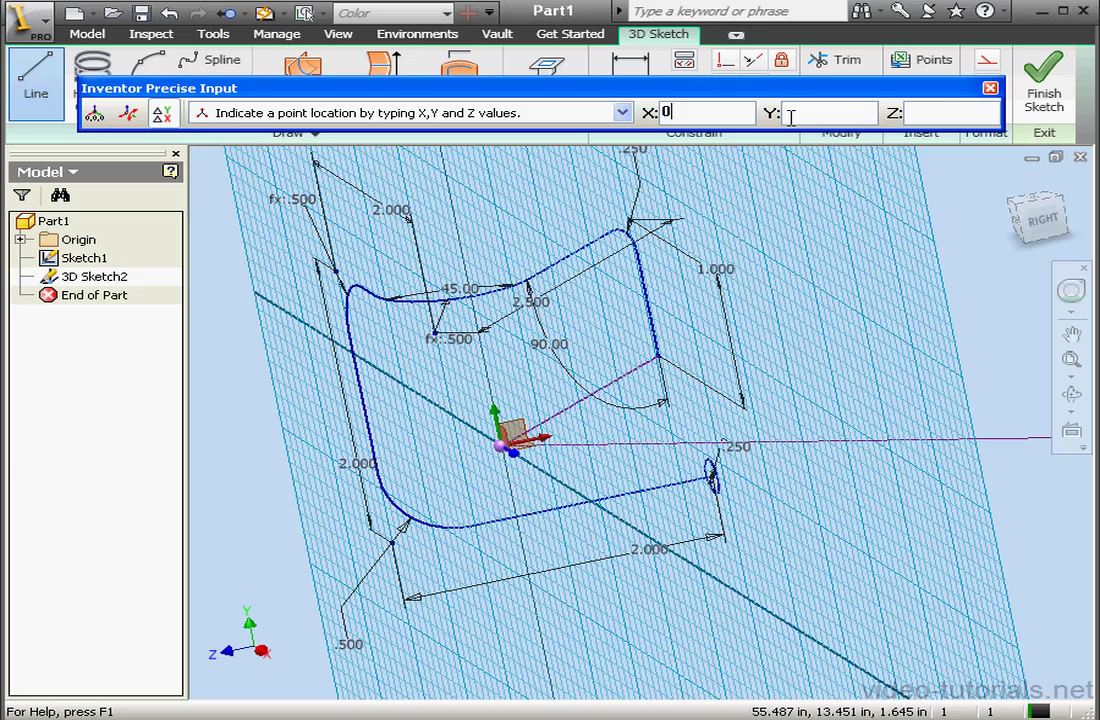 Color
Part1
Type a keyword or phrase
PRO
Model Inspect Tools Manage View Environments Vault Get Started 3D Sketch
Line
Spline
Trim
Points
Finish
Sketch
Inventor Precise Input
Indicate a point location by typing X,Y and Z values.
X: 0
Y:
Z:
Draw
Constrain
Modify
Insert
Format
Exit
Model
Part1
Origin
Sketch1
3D Sketch2
End of Part
.250
fx:.500
2.000
RIGHT
1.000
45.00
2.500
fx:.500
90.00
2.000
.250
2.000
.500
Y
Z
X
video-tutorials.net
For Help, press F1
55.487 in, 13.451 in, 1.645 in
1
1